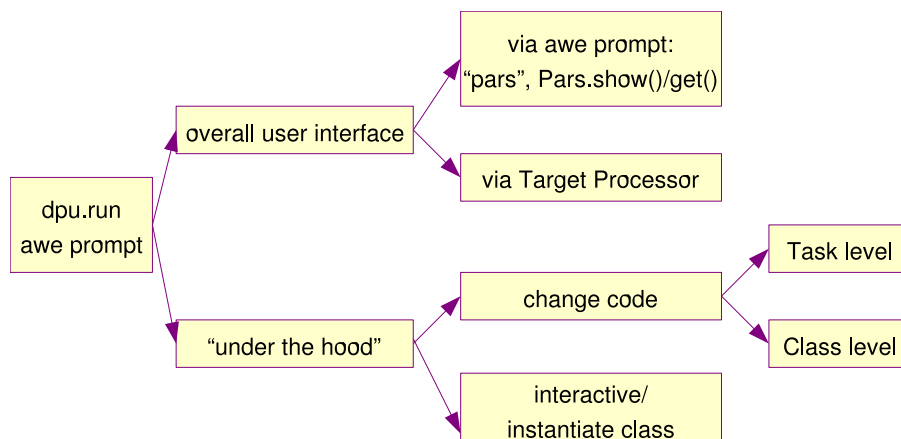 via awe prompt:
“pars”, Pars.show()/get()
overall user interface
via Target Processor
dpu.run
awe prompt
Task level
change code
“under the hood”
Class level
interactive/
instantiate class